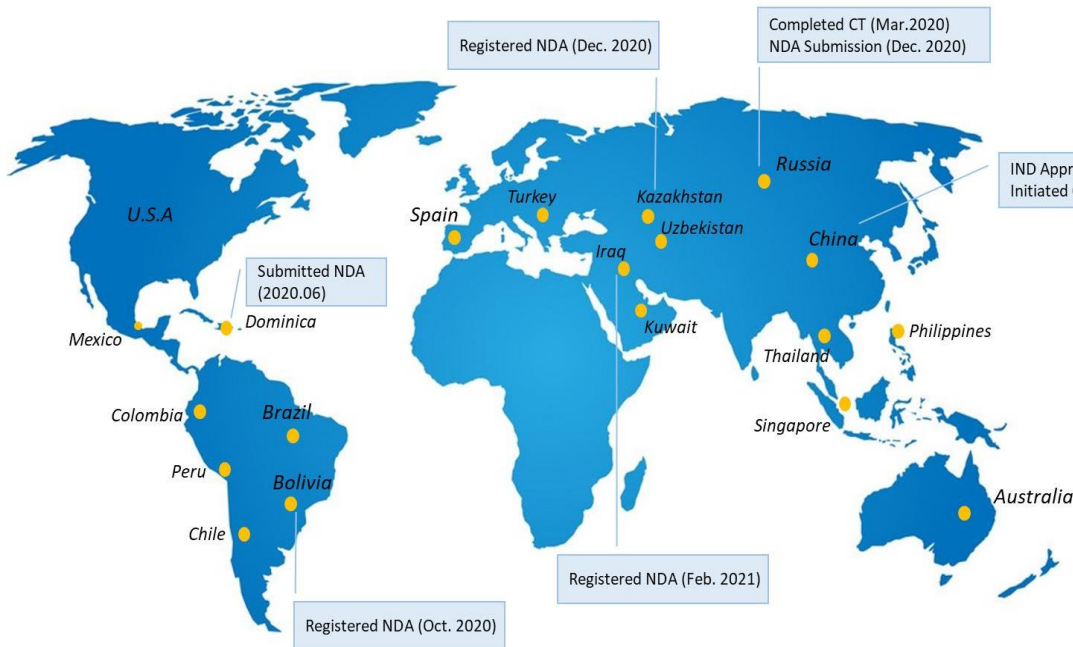 Completed CT (Mar.2020)
NDA Submission (Dec. 2020)
Registered NDA (Dec. 2020)
IND
Initiated
Russia
Turkey
Kazakhstan
Spain
U.S.A
Uzbekistan
China
Iraq
Submitted NDA
(2020.06)
Dominica
Mexico
Kuwait
Philippines
Thailand
Colombia
Brazil
Singapore
Peru
Bolivia
Australia
Chile
Registered NDA (Feb. 2021)
Registered NDA (Oct. 2020)